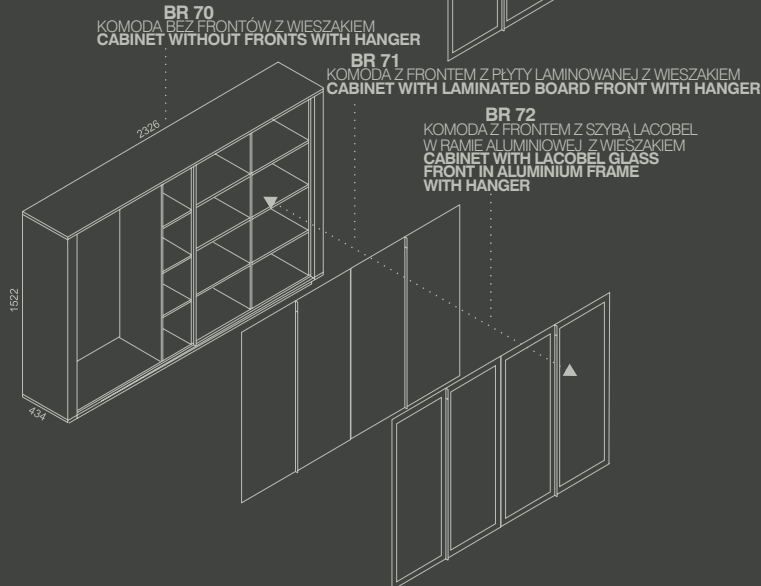 BR 70
KOMODA BEZ FRONTÓW Z WIESZAKIEM
CABINET WITHOUT FRONTS WITH HANGER
BR 71
KOMODA Z FRONTEM Z PŁYTY LAMINOWANEJ Z WIESZAKIEM
CABINET WITH LAMINATED BOARD FRONT WITH HANGER
BR 72
KOMODA Z FRONTEM Z SZYBĄ LACOBEL
W RAMIE ALUMINIOWEJ Z WIESZAKIEM
CABINET WITH LACOBEL GLASS
FRONT IN ALUMINIUM FRAME
WITH HANGER
2326
1522
434